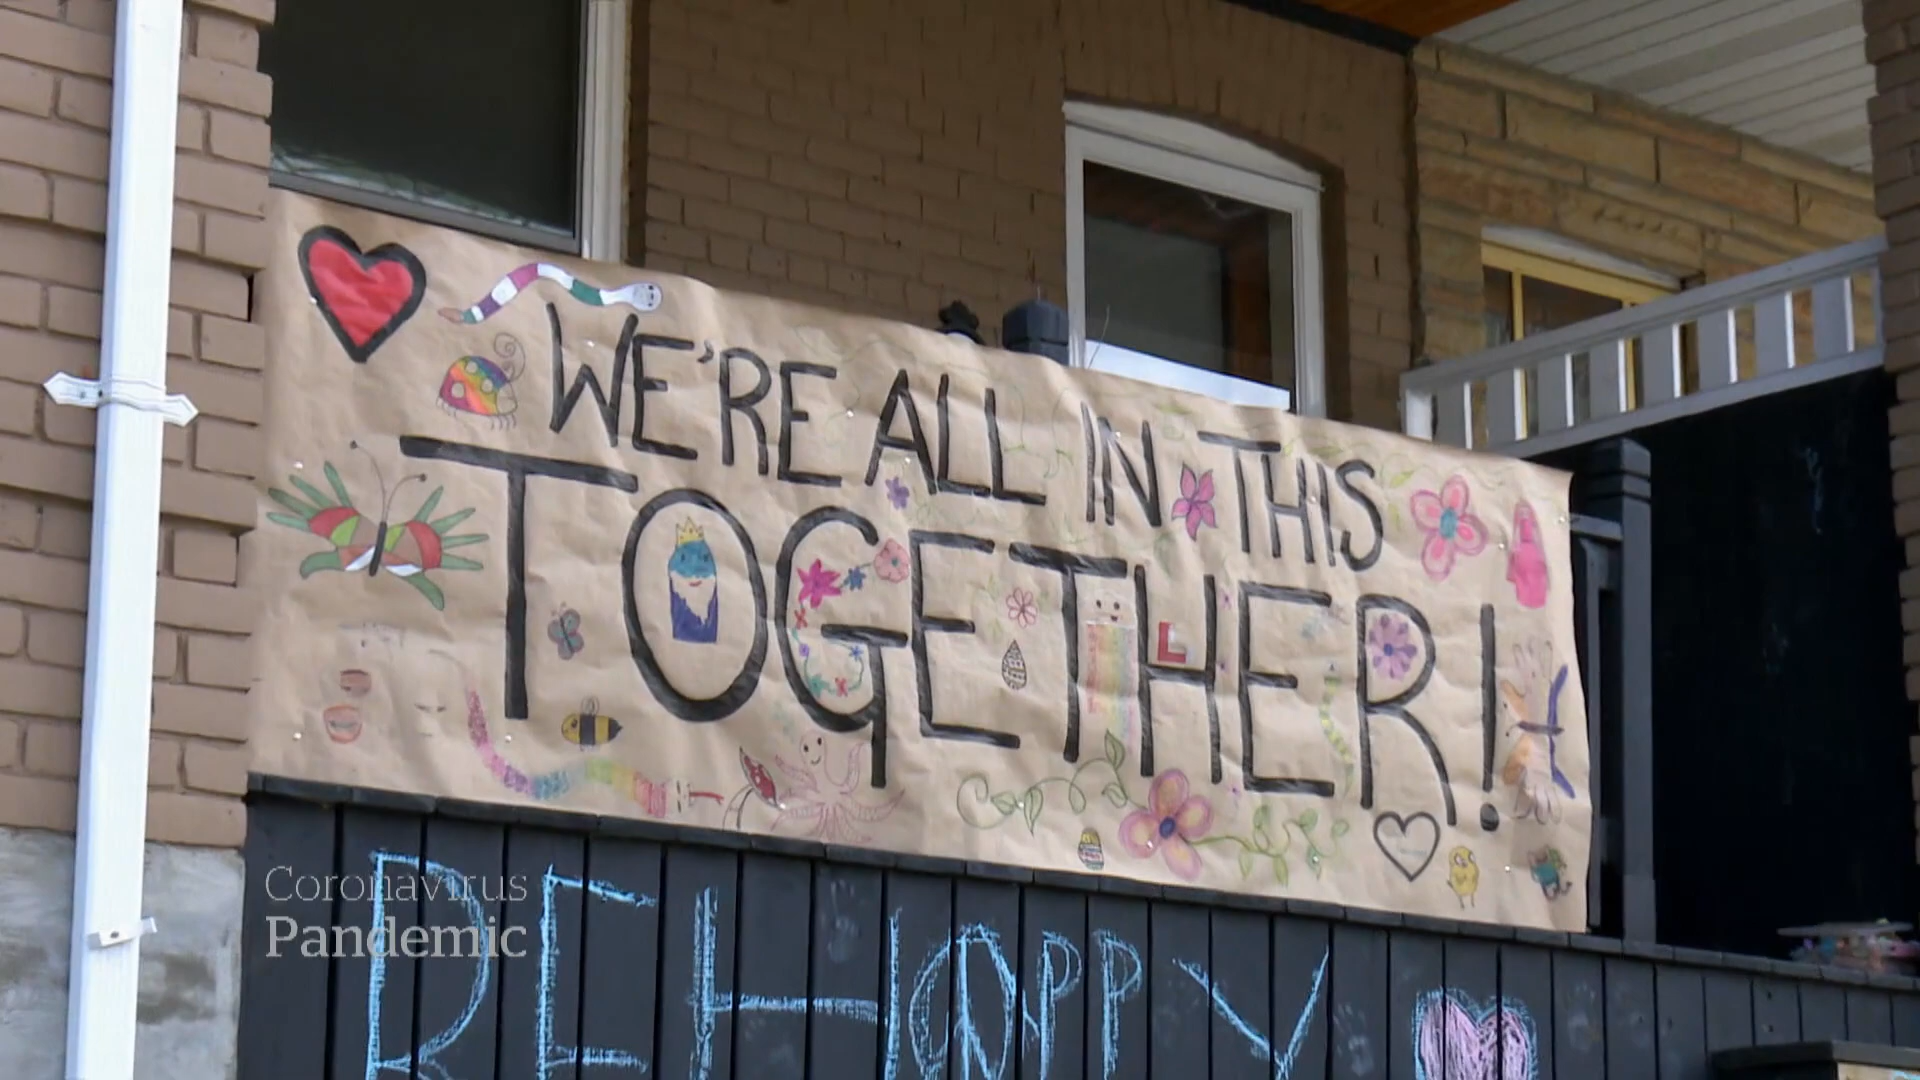 WE'RE ALL IN THIS
TOGETHER!
Coronavirus
Pandemic
BE HAPPY